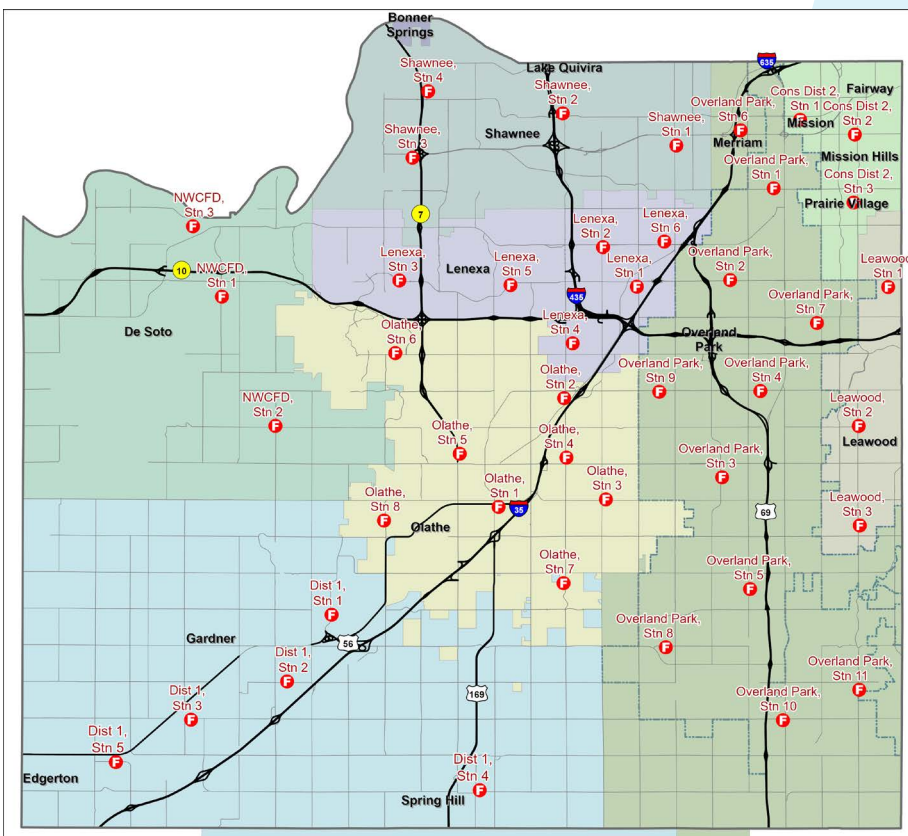 Bonner
Springs
Shawnee,
Stn 4
Lake Quivira
Shawnee,
Stn 2
635
Cons Dist 2,
Stn 1
Fairway
Cons Dist 2,
Stn 2
Mission
Overland Park,
Stn 6
Merriam
Shawnee,
Stn 1
Shawnee
Shawnee,
Stn 3
Mission Hills
Overland Park,
Stn 1
Cons Dist 2,
Stn 3
Prairie Village
NWCFD,
Stn 3
7
Lenexa,
Stn 2
Lenexa,
Stn 6
10
NWCFD,
Stn 1
Lenexa,
Stn 3
Lenexa
Lenexa,
Stn 5
Lenexa,
Stn 1
435
Overland Park,
Stn 2
Leawood,
Stn 1
Overland Park,
Stn 7
De Soto
Olathe,
Stn 6
Lenexa,
Stn 4
Overland
Park
Overland Park,
Stn 9
Overland Park,
Stn 4
NWCFD,
Stn 2
Olathe,
Stn 2
Leawood,
Stn 2
Leawood
Olathe,
Stn 5
Olathe,
Stn 4
Overland Park,
Stn 3
Olathe,
Stn 8
Olathe,
Stn 1
35
Olathe,
Stn 3
69
Leawood,
Stn 3
Olathe
Olathe,
Stn 7
Overland Park,
Stn 5
Dist 1,
Stn 1
Gardner
56
Overland Park,
Stn 8
Dist 1,
Stn 2
169
Overland Park,
Stn 11
Dist 1,
Stn 3
Overland Park,
Stn 10
Dist 1,
Stn 5
Edgerton
Dist 1,
Stn 4
Spring Hill